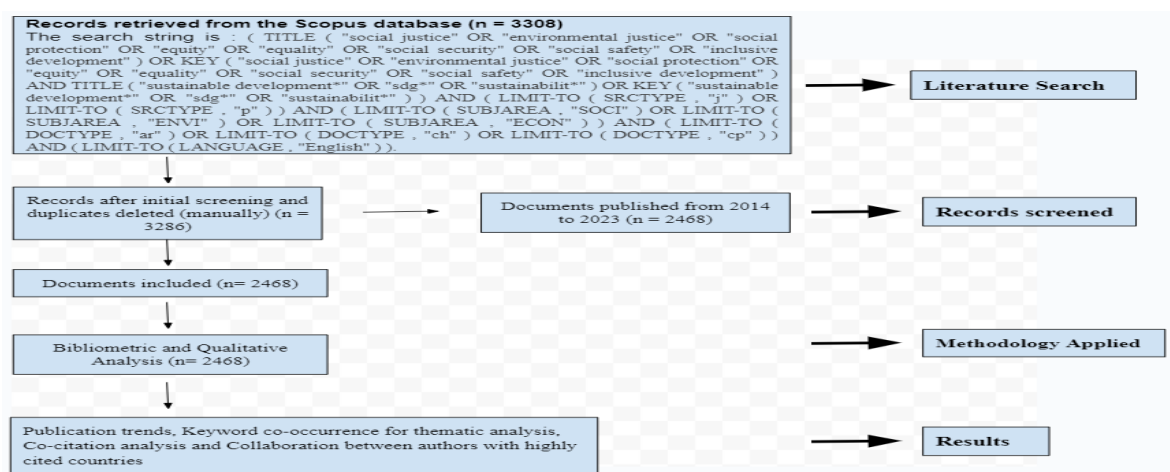 Records retrieved from the Scopus database (n = 3308)
The search string is : ( TITLE ( "social justice" OR "environmental justice" OR "social
protection" OR "equity" OR "equality" OR "social security" OR "social safety" OR "inclusive
development" ) OR KEY ( "social justice" OR "environmental justice" OR "social protection" OR
"equity" OR "equality" OR "social security" OR "social safety" OR "inclusive development" )
AND TITLE ( "sustainable development*" OR "sdg*" OR "sustainabilit*" ) OR KEY ( "sustainable
development*" OR "sdg*" OR "sustainabilit*" ) ) AND ( LIMIT-TO ( SRCTYPE , "j" ) OR
LIMIT-TO ( SRCTYPE , "p" ) ) AND ( LIMIT-TO ( SUBJAREA , "SOCI" ) OR LIMIT-TO (
SUBJAREA , "ENVI" ) OR LIMIT-TO ( SUBJAREA , "ECON" ) ) AND ( LIMIT-TO (
DOCTYPE , "ar" ) OR LIMIT-TO ( DOCTYPE , "ch" ) OR LIMIT-TO ( DOCTYPE , "cp" ) )
AND ( LIMIT-TO ( LANGUAGE , "English" ) ).
Literature Search
Records after initial screening and
duplicates deleted (manually) (n =
3286)
Documents published from 2014
to 2023 (n = 2468)
Records screened
Documents included (n= 2468)
Bibliometric and Qualitative
Analysis (n= 2468)
Methodology Applied
Publication trends, Keyword co-occurrence for thematic analysis,
Co-citation analysis and Collaboration between authors with highly
cited countries
Results